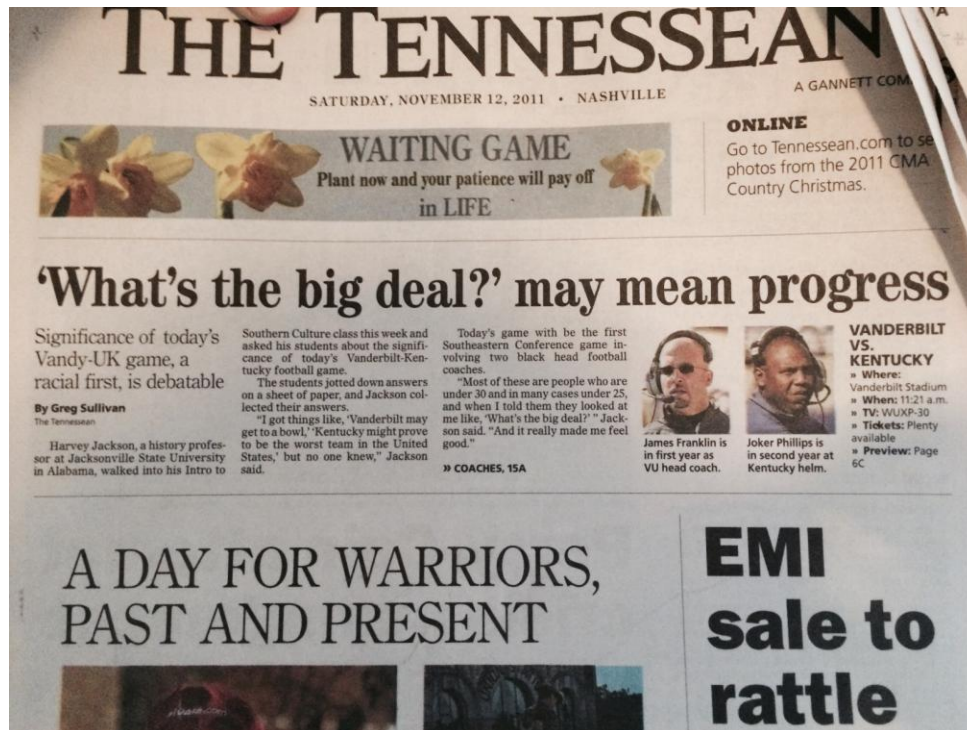 THE TENNESSEAN
A GANNETT COM
SATURDAY, NOVEMBER 12, 2011 • NASHVILLE
WAITING GAME
Plant now and your patience will pay off
in LIFE
ONLINE
Go to Tennessean.com to se
photos from the 2011 CMA
Country Christmas.
‘What’s the big deal?’ may mean progress
Significance of today’s
Vandy-UK game, a
racial first, is debatable
By Greg Sullivan
The Tennessean
Harvey Jackson, a history profes-
sor at Jacksonville State University
in Alabama, walked into his Intro to
Southern Culture class this week and
asked his students about the signifi-
cance of today’s Vanderbilt-Ken-
tucky football game.
The students jotted down answers
on a sheet of paper, and Jackson col-
lected their answers.
“I got things like, ‘Vanderbilt may
get to a bowl,’ ‘Kentucky might prove
to be the worst team in the United
States,’ but no one knew,” Jackson
said.
Today’s game with be the first
Southeastern Conference game in-
volving two black head football
coaches.
“Most of these are people who are
under 30 and in many cases under 25,
and when I told them they looked at
me like, ‘What’s the big deal?’ ” Jack-
son said. “And it really made me feel
good.”
» COACHES, 15A
James Franklin is
in first year as
VU head coach.
Joker Phillips is
in second year at
Kentucky helm.
VANDERBILT
VS.
KENTUCKY
» Where:
Vanderbilt Stadium
» When: 11:21 a.m.
» TV: WUXP-30
» Tickets: Plenty
available
» Preview: Page
6C
A DAY FOR WARRIORS,
PAST AND PRESENT
EMI
sale to
rattle